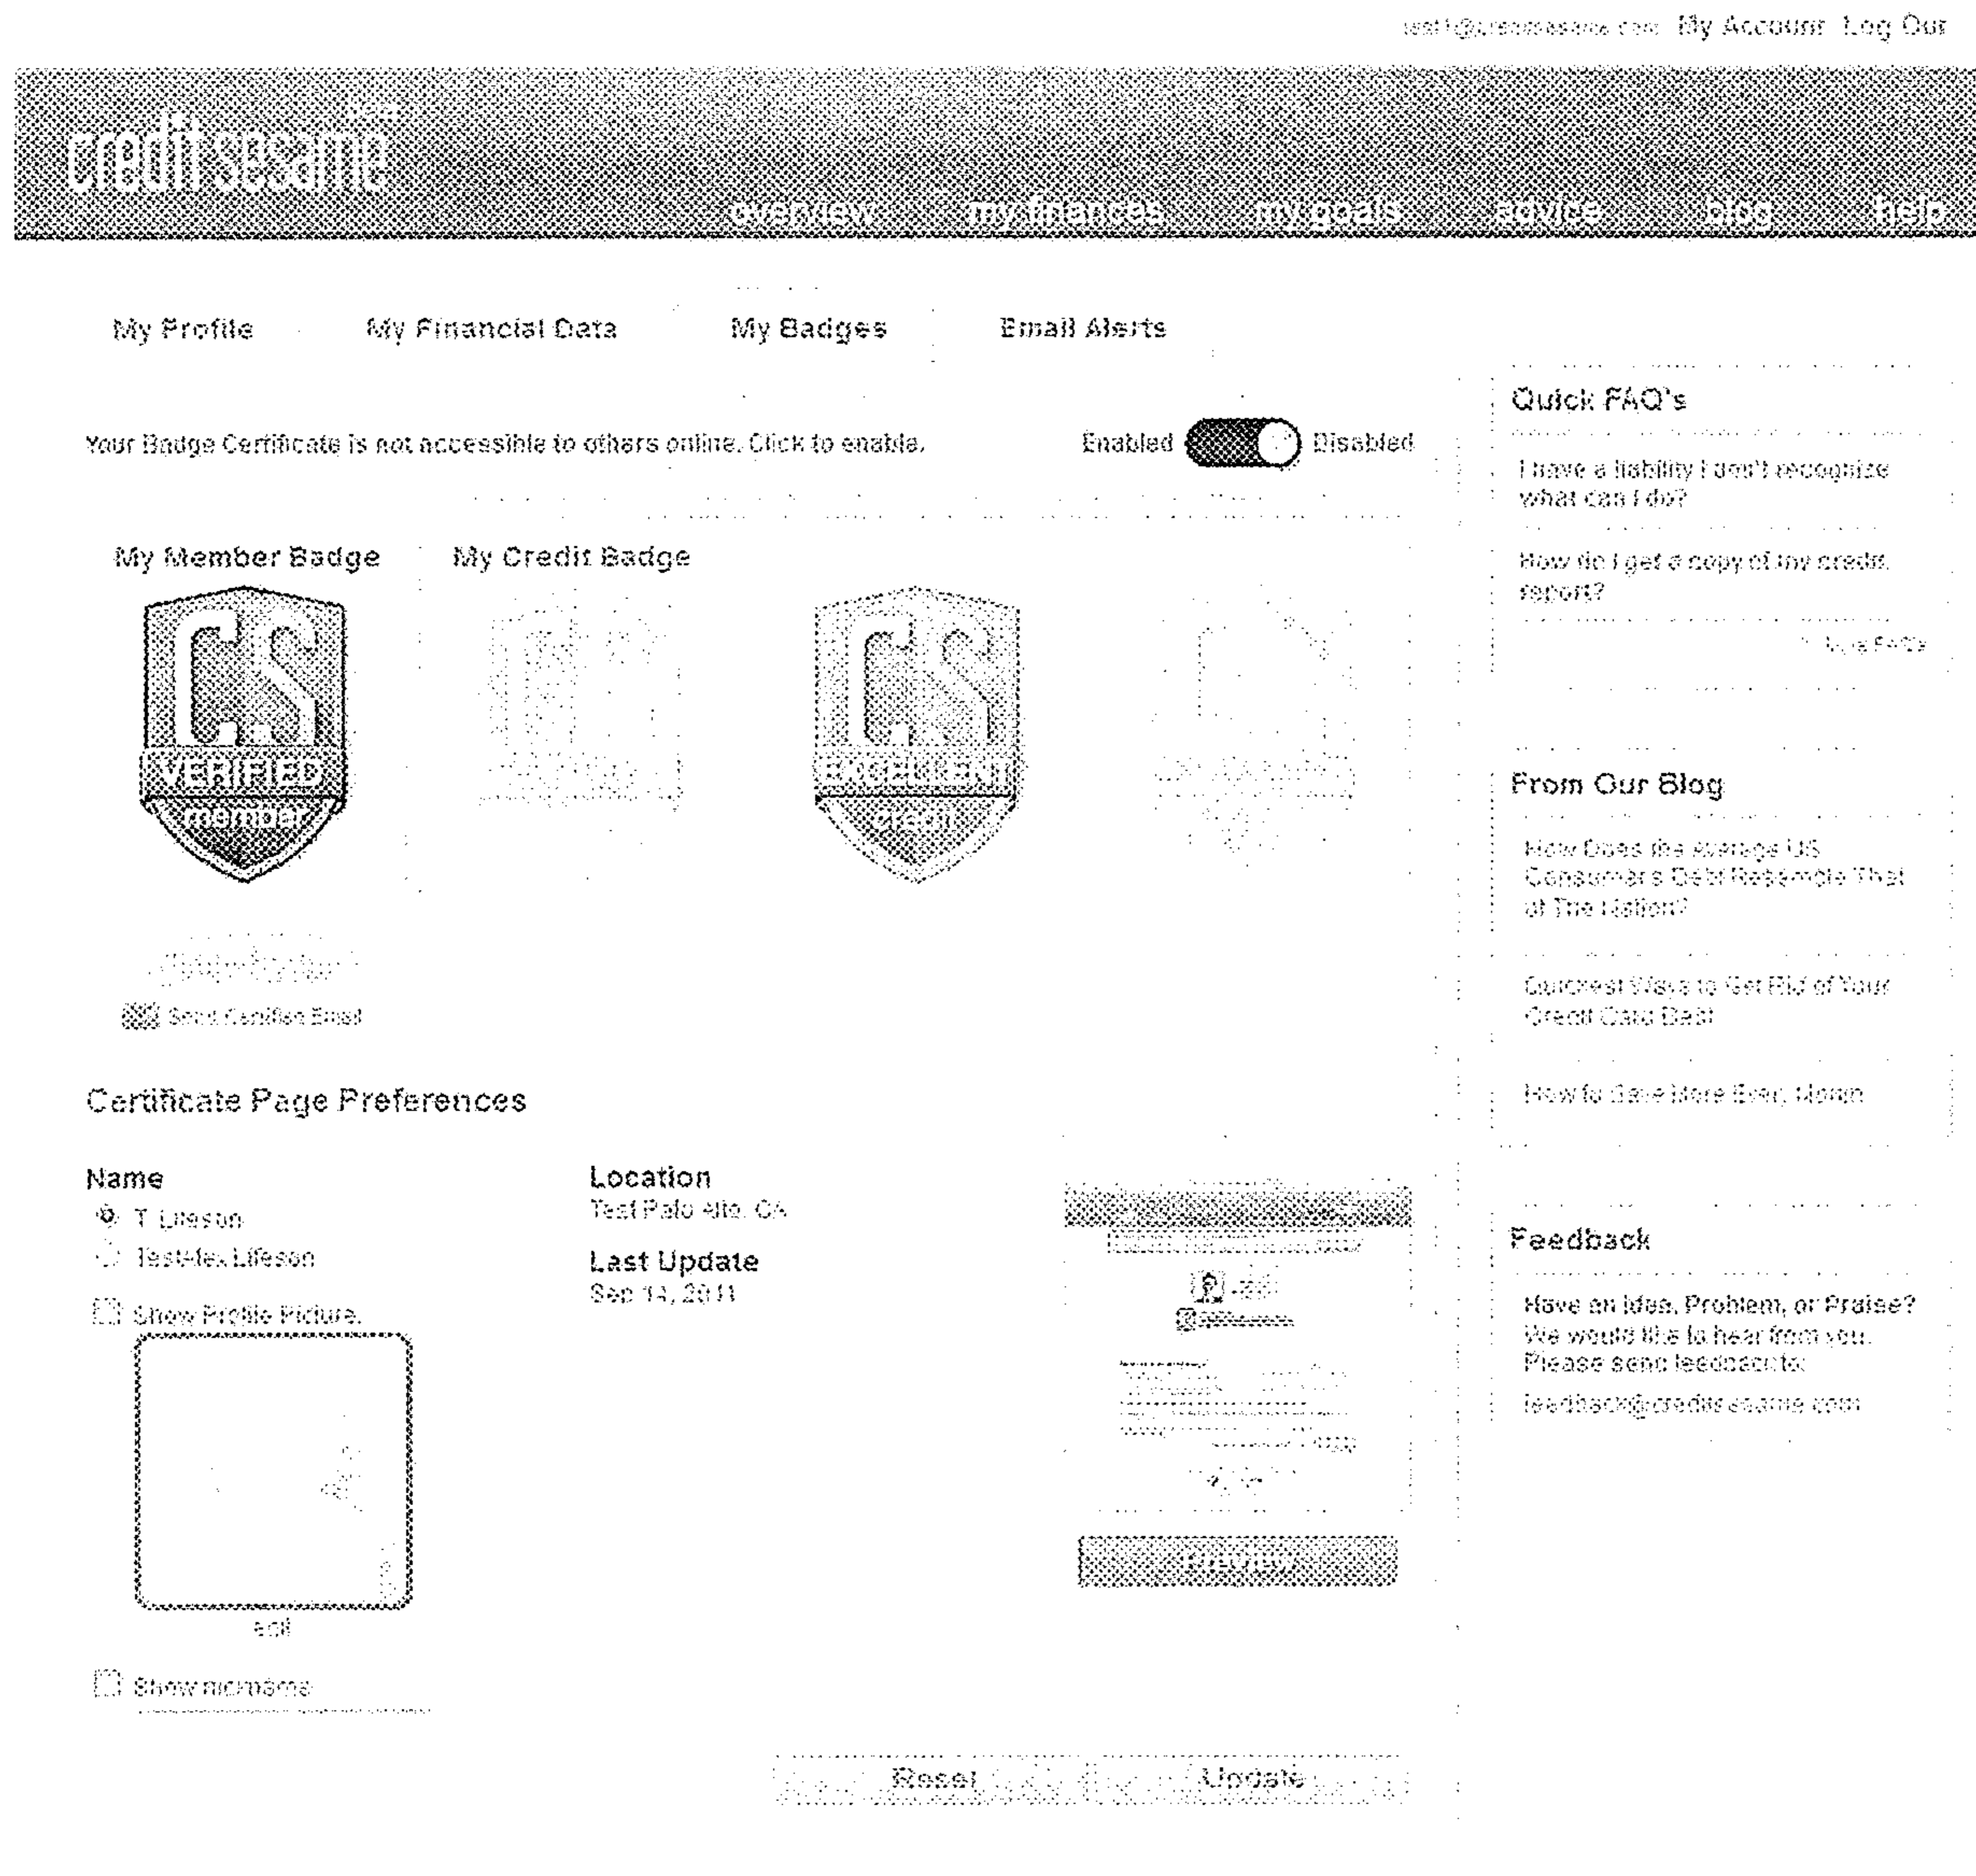 My Account Log Out
credit sesame
overview my finances my goals advice blog help
My Profile My Financial Data My Badges Email Alerts
Your Badge Certificate is not accessible to others online. Click to enable. Enabled Disabled
My Member Badge My Credit Badge
CS
VERIFIED
member
CS
EXCELLENT
credit
Certificate Page Preferences
Name
T Lifeson
Lifeson
Show Profile Picture.
edit
Show nickname
Location
Test Palo Alto, CA
Last Update
Sep 14, 2011
Preview
Reset Update
Quick FAQ's
I have a liability I don't recognize
what can I do?
How do I get a copy of my credit
report?
From Our Blog
How Does the Average US
Consumer's Debt Resemble That
of The Nation?
Quickest Ways to Get Rid of Your
Credit Card Debt
How to Save More Every Month
Feedback
Have an Idea, Problem, or Praise?
We would like to hear from you.
Please send feedback to:
feedback@creditsesame.com